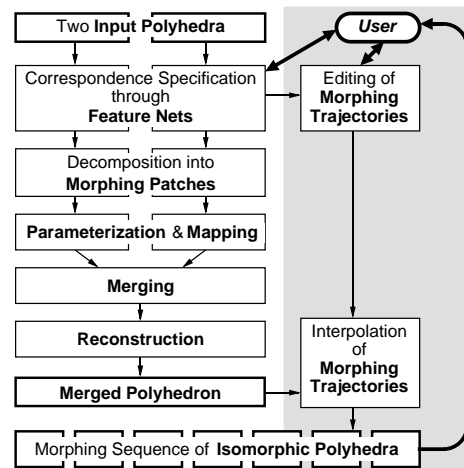 Two Input Polyhedra
User
Correspondence Specification
through
Feature Nets
Editing of
Morphing
Trajectories
Decomposition into
Morphing Patches
Parameterization & Mapping
Merging
Reconstruction
Interpolation
of
Morphing
Trajectories
Merged Polyhedron
Morphing Sequence of Isomorphic Polyhedra